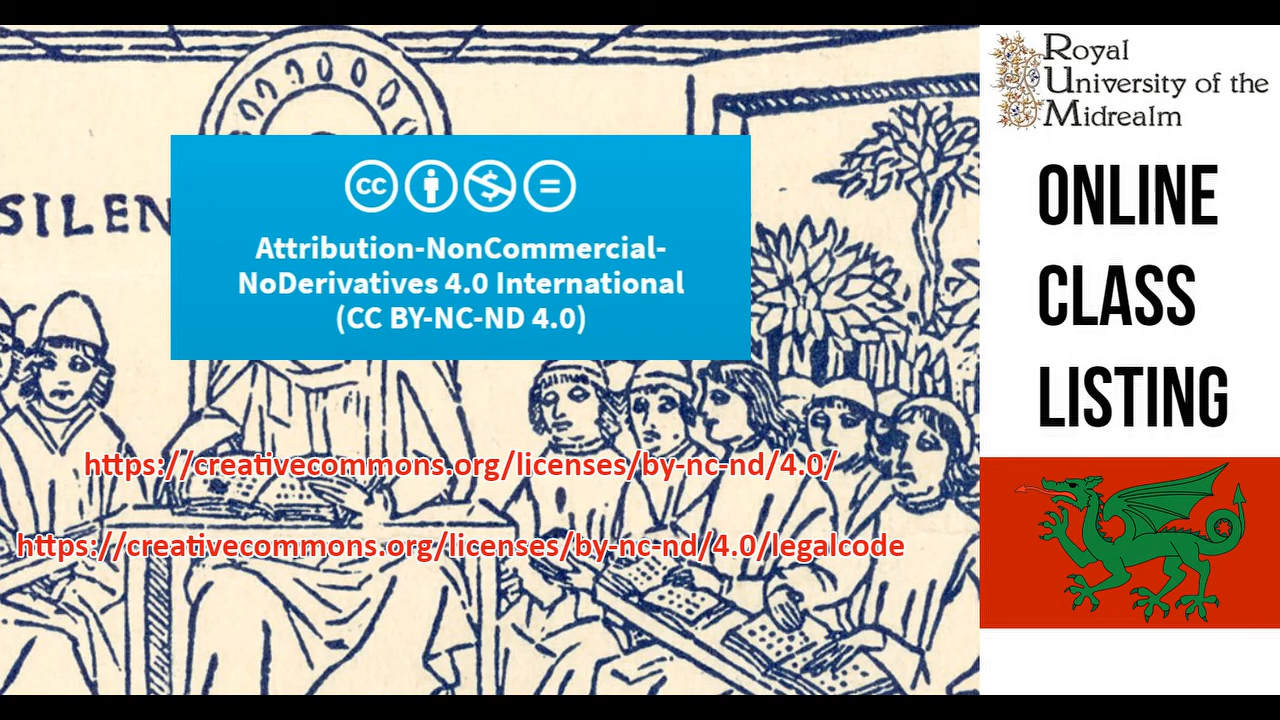 SILEN
cc
Attribution-NonCommercial-
NoDerivatives 4.0 International
(CC BY-NC-ND 4.0)
https://creativecommons.org/licenses/by-nc-nd/4.0/
https://creativecommons.org/licenses/by-nc-nd/4.0/legalcode
Royal
University of the
Midrealm
ONLINE
CLASS
LISTING